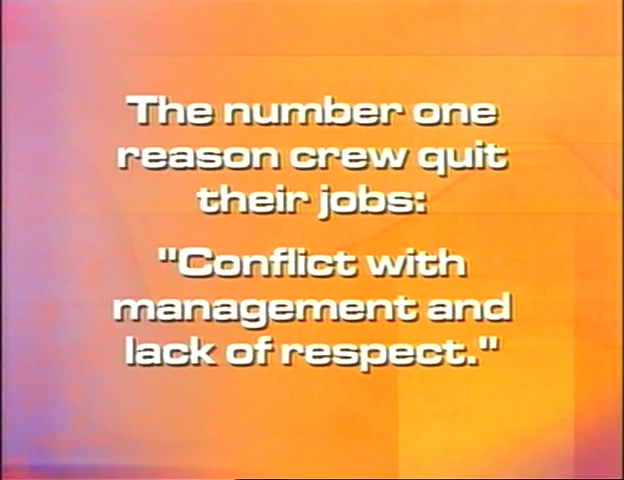 The number one
reason crew quit
their jobs:
"Conflict with
management and
lack of respect."